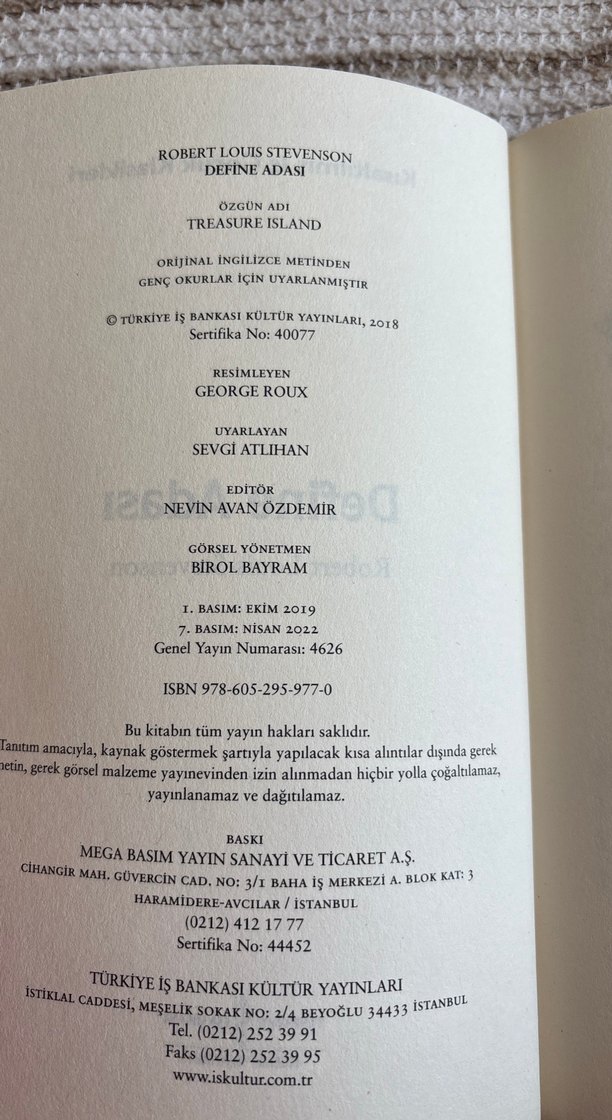 ROBERT LOUIS STEVENSON
DEFİNE ADASI
ÖZGÜN ADI
TREASURE ISLAND
ORİJİNAL İNGİLİZCE METİNDEN
GENÇ OKURLAR İÇİN UYARLANMIŞTIR
© TÜRKİYE İŞ BANKASI KÜLTÜR YAYINLARI, 2018
Sertifika No: 40077
RESİMLEYEN
GEORGE ROUX
UYARLAYAN
SEVGİ ATLIHAN
EDİTÖR
NEVİN AVAN ÖZDEMİR
GÖRSEL YÖNETMEN
BİROL BAYRAM
1. BASIM: EKİM 2019
7. BASIM: NİSAN 2022
Genel Yayın Numarası: 4626
ISBN 978-605-295-977-0
Bu kitabın tüm yayın hakları saklıdır.
Tanıtım amacıyla, kaynak göstermek şartıyla yapılacak kısa alıntılar dışında gerek
metin, gerek görsel malzeme yayınevinden izin alınmadan hiçbir yolla çoğaltılamaz,
yayınlanamaz ve dağıtılamaz.
BASKI
MEGA BASIM YAYIN SANAYİ VE TİCARET A.Ş.
CİHANGİR MAH. GÜVERCİN CAD. NO: 3/1 BAHA İŞ MERKEZİ A. BLOK KAT: 3
HARAMİDERE-AVCILAR / İSTANBUL
(0212) 412 17 77
Sertifika No: 44452
TÜRKİYE İŞ BANKASI KÜLTÜR YAYINLARI
İSTİKLAL CADDESİ, MEŞELİK SOKAK NO: 2/4 BEYOĞLU 34433 İSTANBUL
Tel. (0212) 252 39 91
Faks (0212) 252 39 95
www.iskultur.com.tr